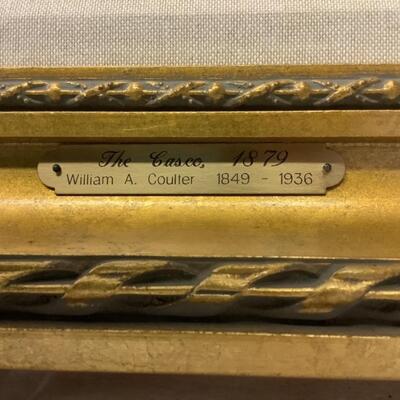 The Casco, 1879
William A. Coulter 1849 - 1936